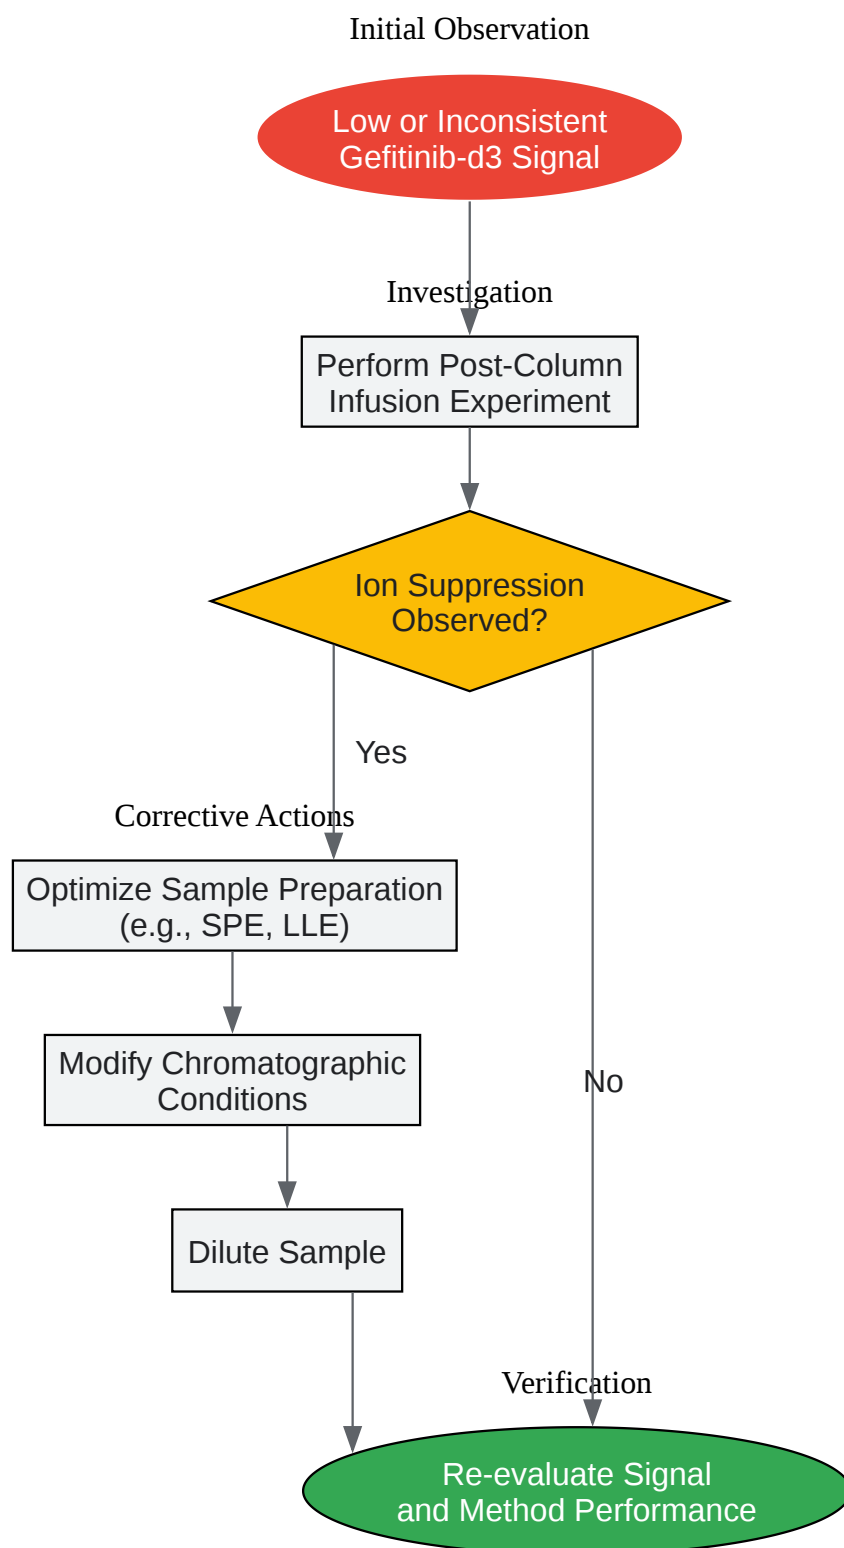 Initial Observation
Low or Inconsistent
Gefitinib-d3 Signal
Investigation
Perform Post-Column
Infusion Experiment
Ion Suppression
Observed?
Yes
Corrective Actions
Optimize Sample Preparation
(e.g., SPE, LLE)
Modify Chromatographic
Conditions
No
Dilute Sample
Verification
Re-evaluate Signal
and Method Performance